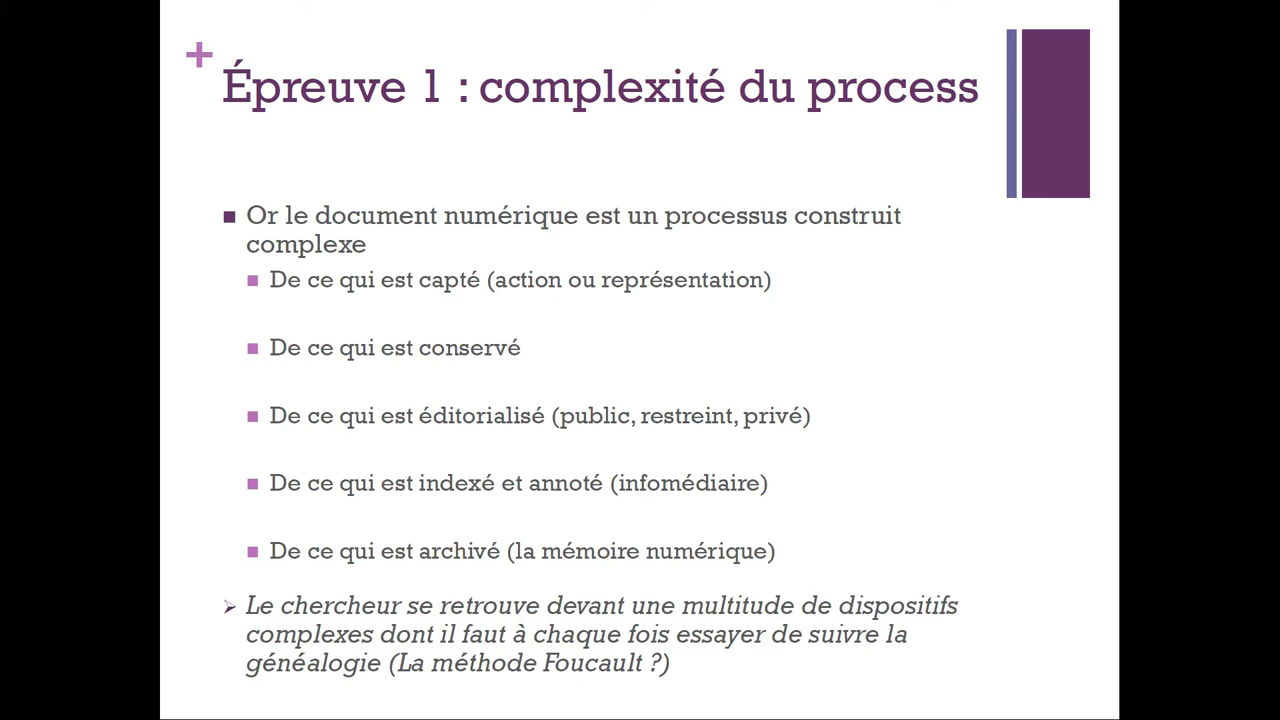 +
Épreuve 1 : complexité du process
Or le document numérique est un processus construit
complexe
De ce qui est capté (action ou représentation)
De ce qui est conservé
De ce qui est éditorialisé (public, restreint, privé)
De ce qui est indexé et annoté (infomédiaire)
De ce qui est archivé (la mémoire numérique)
Le chercheur se retrouve devant une multitude de dispositifs
complexes dont il faut à chaque fois essayer de suivre la
généalogie (La méthode Foucault ?)